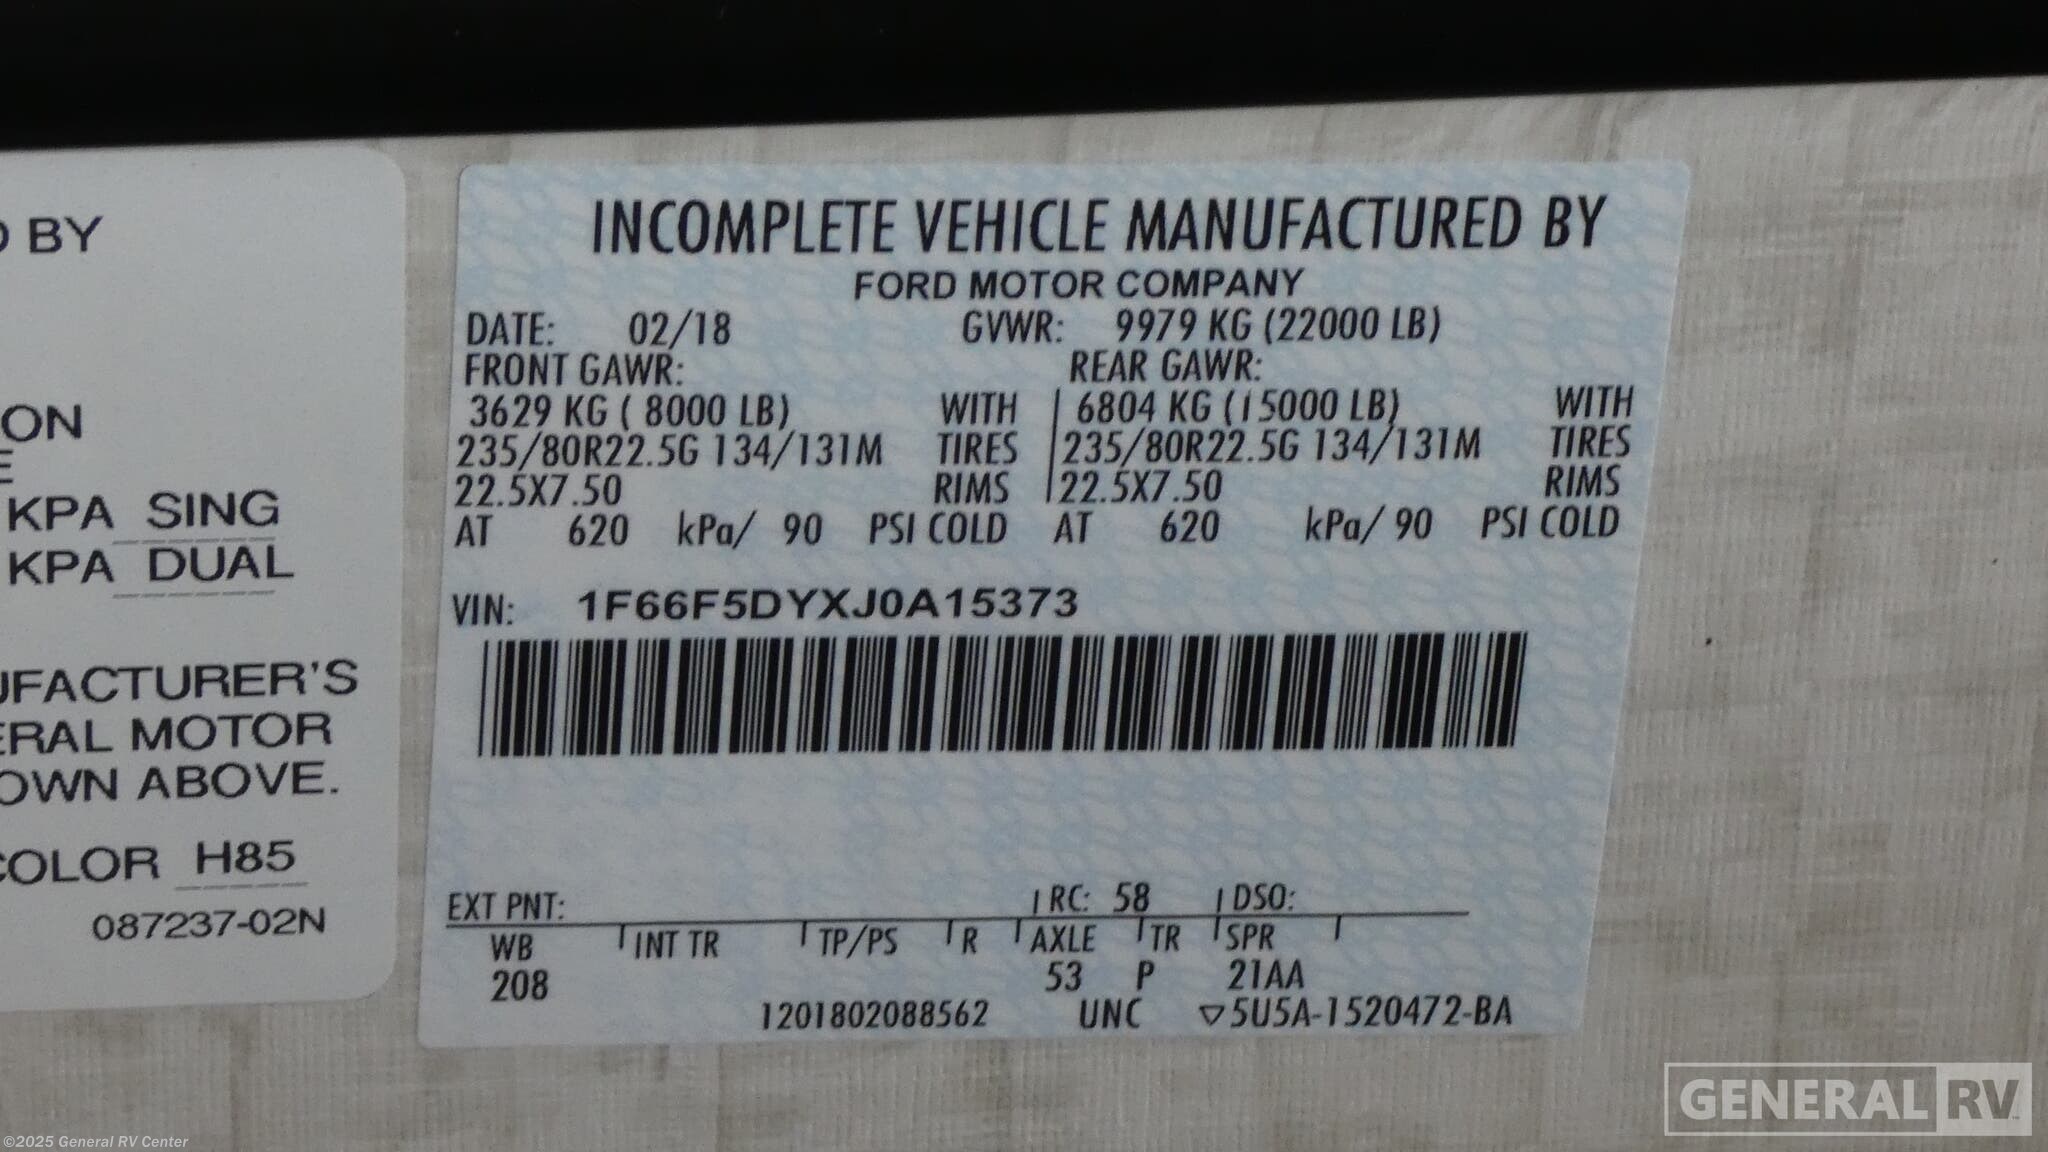 BY
ON
KPA SING
KPA DUAL
UFACTURER'S
ERAL MOTOR
OWN ABOVE.
COLOR H85
087237-02N
INCOMPLETE VEHICLE MANUFACTURED BY
FORD MOTOR COMPANY
DATE: 02/18 GVWR: 9979 KG (22000 LB)
FRONT GAWR: REAR GAWR:
3629 KG ( 8000 LB) WITH 6804 KG (15000 LB) WITH
235/80R22.5G 134/131M TIRES 235/80R22.5G 134/131M TIRES
22.5X7.50 RIMS 22.5X7.50 RIMS
AT 620 kPa/ 90 PSI COLD AT 620 kPa/ 90 PSI COLD
VIN: 1F66F5DYXJ0A15373
EXT PNT: RC: 58 DSO:
WB INT TR TP/PS R AXLE TR SPR
208 53 P 21AA
1201802088562 UNC ▽5U5A-1520472-BA
GENERAL RV
©2025 General RV Center